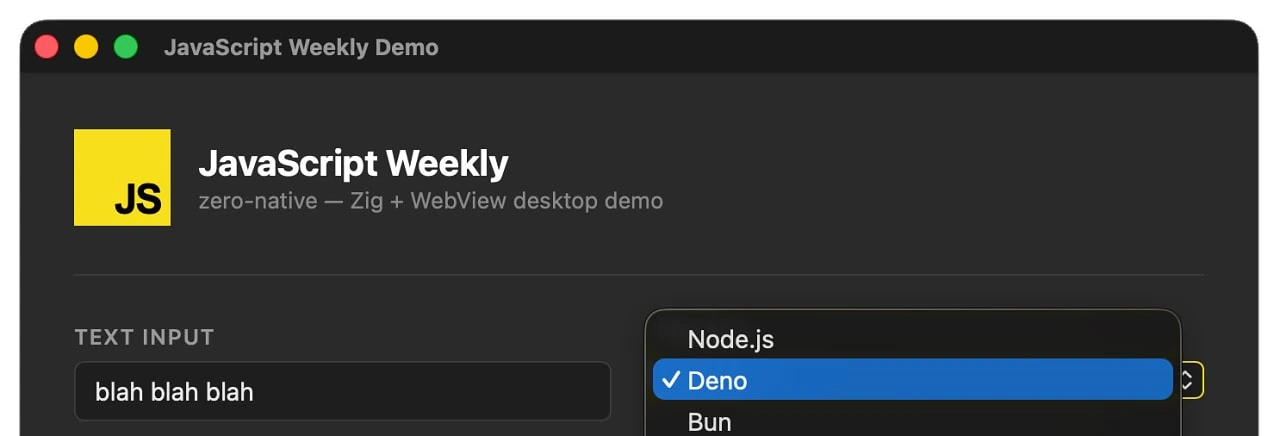 JavaScript Weekly Demo
JS
JavaScript Weekly
zero-native — Zig + WebView desktop demo
TEXT INPUT
blah blah blah
Node.js
✓ Deno
Bun